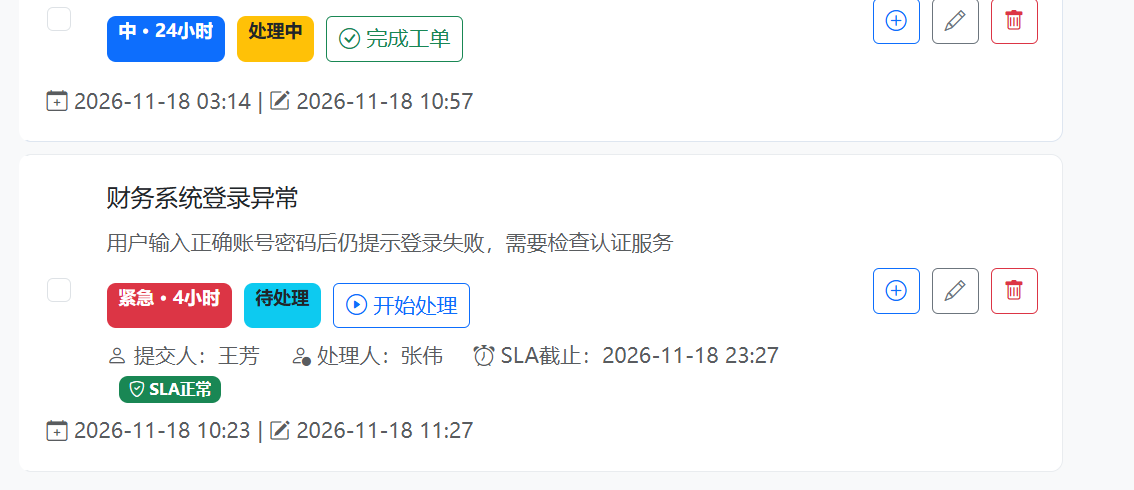 中 · 24小时 处理中 完成工单
2026-11-18 03:14 | 2026-11-18 10:57
财务系统登录异常
用户输入正确账号密码后仍提示登录失败，需要检查认证服务
紧急 · 4小时 待处理 开始处理
提交人：王芳 处理人：张伟 SLA截止：2026-11-18 23:27
SLA正常
2026-11-18 10:23 | 2026-11-18 11:27